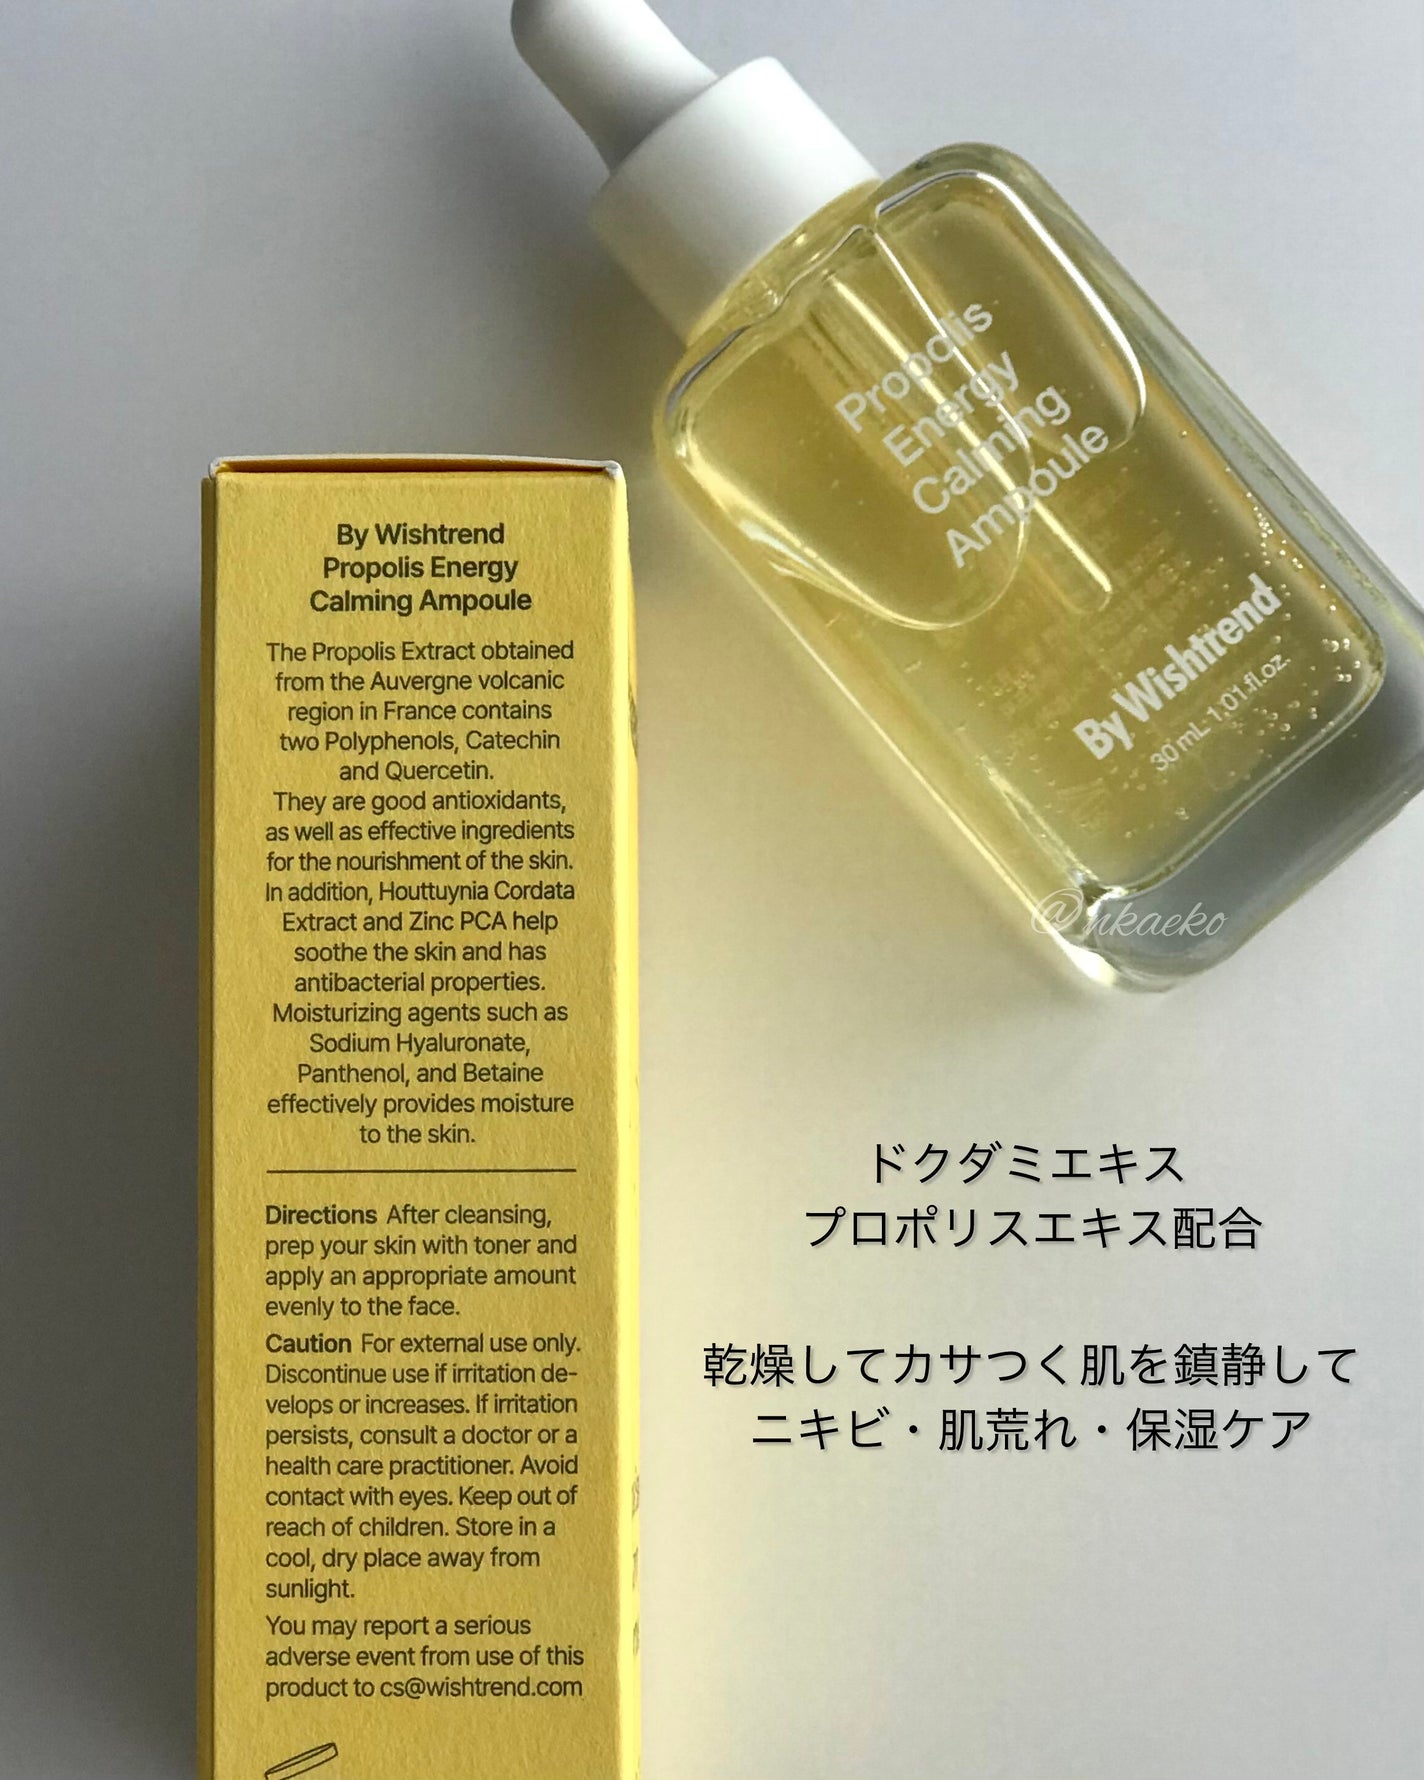 Propolis
Energy
Calming
Ampoule
By Wishtrend
30 mL 1.01 fl.oz.
@nkaeko
By Wishtrend
Propolis Energy
Calming Ampoule
The Propolis Extract obtained
from the Auvergne volcanic
region in France contains
two Polyphenols, Catechin
and Quercetin.
They are good antioxidants,
as well as effective ingredients
for the nourishment of the skin.
In addition, Houttuynia Cordata
Extract and Zinc PCA help
soothe the skin and has
antibacterial properties.
Moisturizing agents such as
Sodium Hyaluronate,
Panthenol, and Betaine
effectively provides moisture
to the skin.
Directions After cleansing,
prep your skin with toner and
apply an appropriate amount
evenly to the face.
Caution For external use only.
Discontinue use if irritation de-
velops or increases. If irritation
persists, consult a doctor or a
health care practitioner. Avoid
contact with eyes. Keep out of
reach of children. Store in a
cool, dry place away from
sunlight.
You may report a serious
adverse event from use of this
product to cs@wishtrend.com
ドクダミエキス
プロポリスエキス配合
乾燥してカサつく肌を鎮静して
ニキビ・肌荒れ・保湿ケア